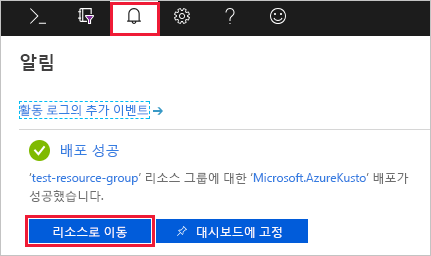 알림
활동 로그의 추가 이벤트
배포 성공
'test-resource-group' 리소스 그룹에 대한 'Microsoft.AzureKusto' 배포가
성공했습니다.
리소스로 이동
대시보드에 고정